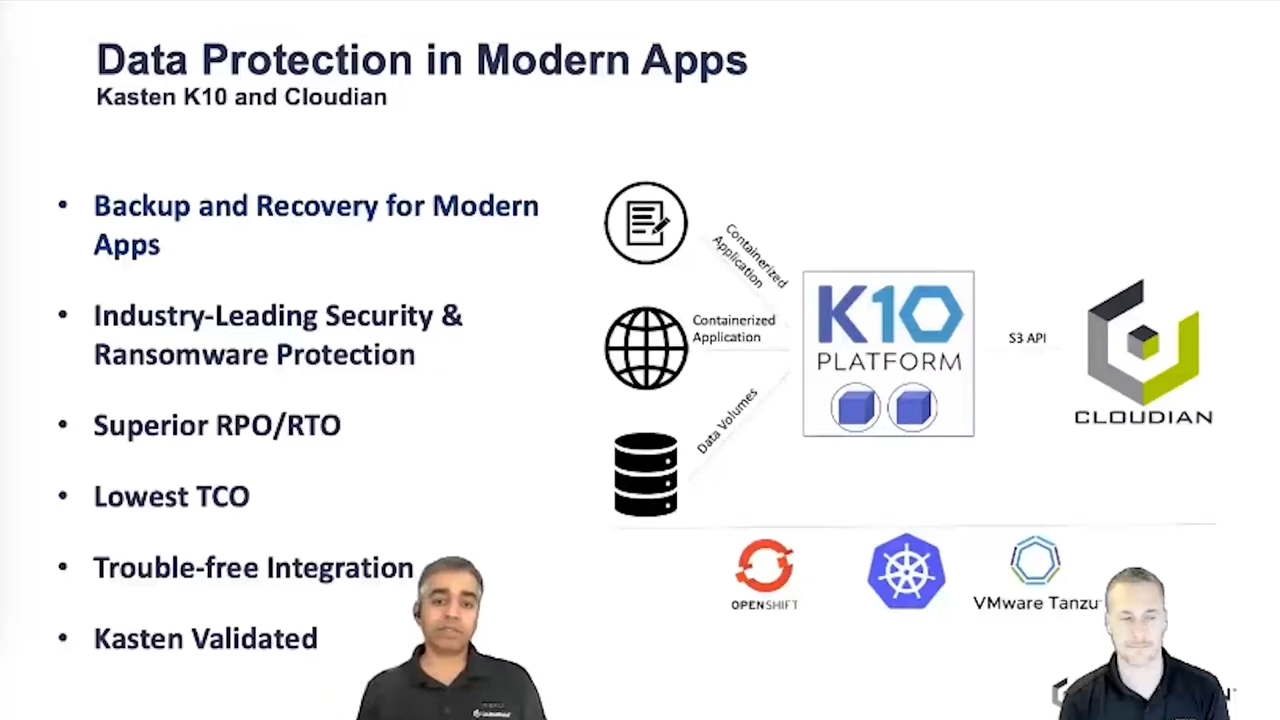 Data Protection in Modern Apps
Kasten K10 and Cloudian
• Backup and Recovery for Modern
Apps
• Industry-Leading Security &
Ransomware Protection
• Superior RPO/RTO
• Lowest TCO
• Trouble-free Integration
• Kasten Validated
Containerized
Application
Containerized
Application
Data Volumes
K10
PLATFORM
S3 API
CLOUDIAN
OPENSHIFT
VMware Tanzu